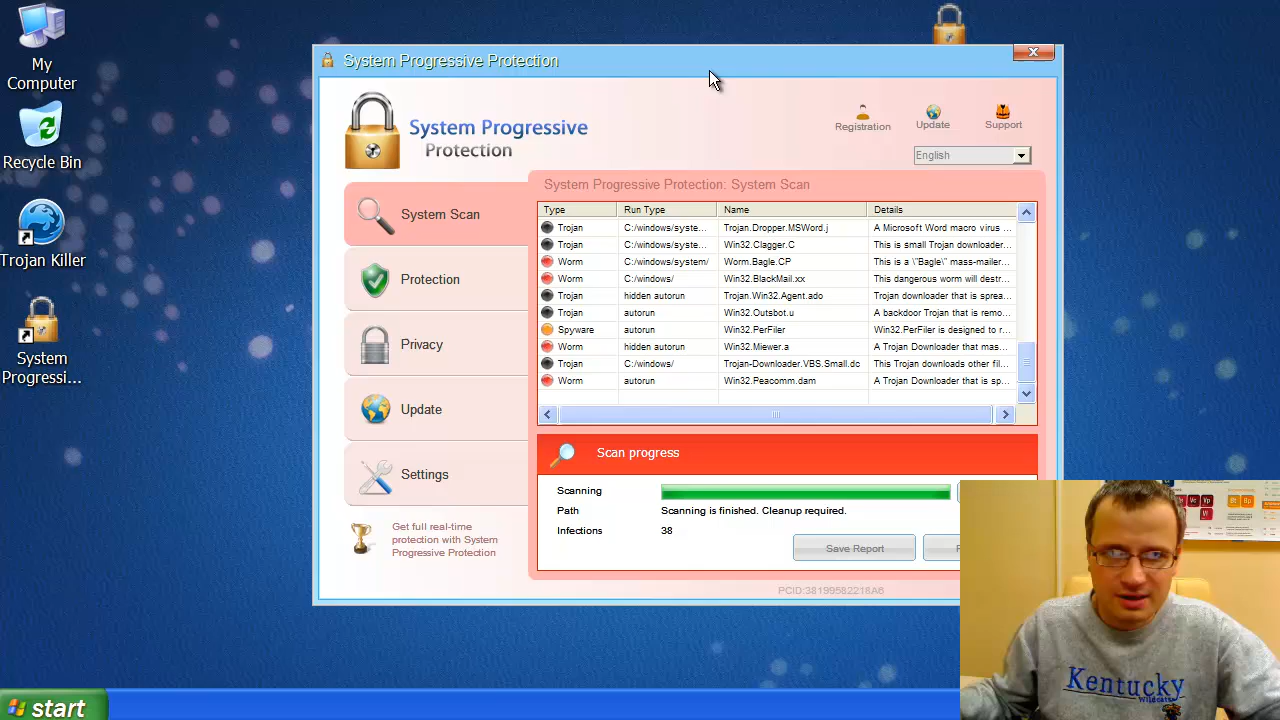 My
Computer
Recycle Bin
Trojan Killer
System
Progressi...
System Progressive Protection
System Progressive
Protection
Registration
Update
Support
English
System Scan
Protection
Privacy
Update
Settings
Get full real-time
protection with System
Progressive Protection
System Progressive Protection: System Scan
Type Run Type Name Details
Trojan C:/windows/syste... Trojan.Dropper.MSWord.j A Microsoft Word macro virus ...
Trojan C:/windows/syste... Win32.Clagger.C This is small Trojan downloader...
Worm C:/windows/system/ Worm.Bagle.CP This is a \"Bagle\" mass-mailer...
Worm C:/windows/ Win32.BlackMail.xx This dangerous worm will destr...
Trojan hidden autorun Trojan.Win32.Agent.ado Trojan downloader that is sprea...
Trojan autorun Win32.Outsbot.u A backdoor Trojan that is remo...
Spyware autorun Win32.PerFiler Win32.PerFiler is designed to r...
Worm hidden autorun Win32.Miewer.a A Trojan Downloader that mas...
Trojan C:/windows/ Trojan-Downloader.VBS.Small.dc This Trojan downloads other fil...
Worm autorun Win32.Peacomm.dam A Trojan Downloader that is sp...
Scan progress
Scanning
Path Scanning is finished. Cleanup required.
Infections 38
Save Report
PCID:38199582218A6
start
Kentucky
Wildcats